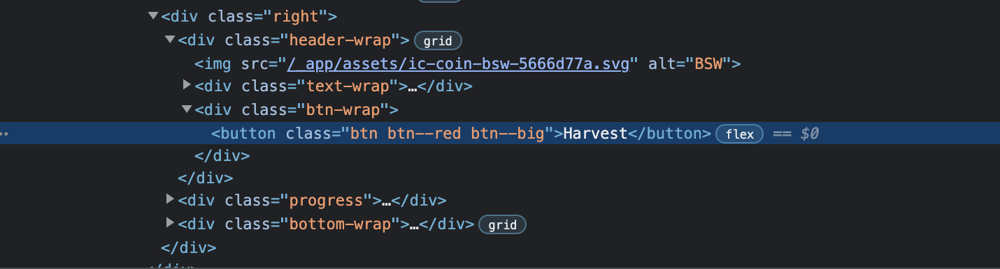 <div class="right">
<div class="header-wrap"> grid
<img src="/_app/assets/ic-coin-bsw-5666d77a.svg" alt="BSW">
<div class="text-wrap">…</div>
<div class="btn-wrap">
<button class="btn btn--red btn--big">Harvest</button> flex == $0
</div>
</div>
<div class="progress">…</div>
<div class="bottom-wrap">…</div> grid
</div>
</div>